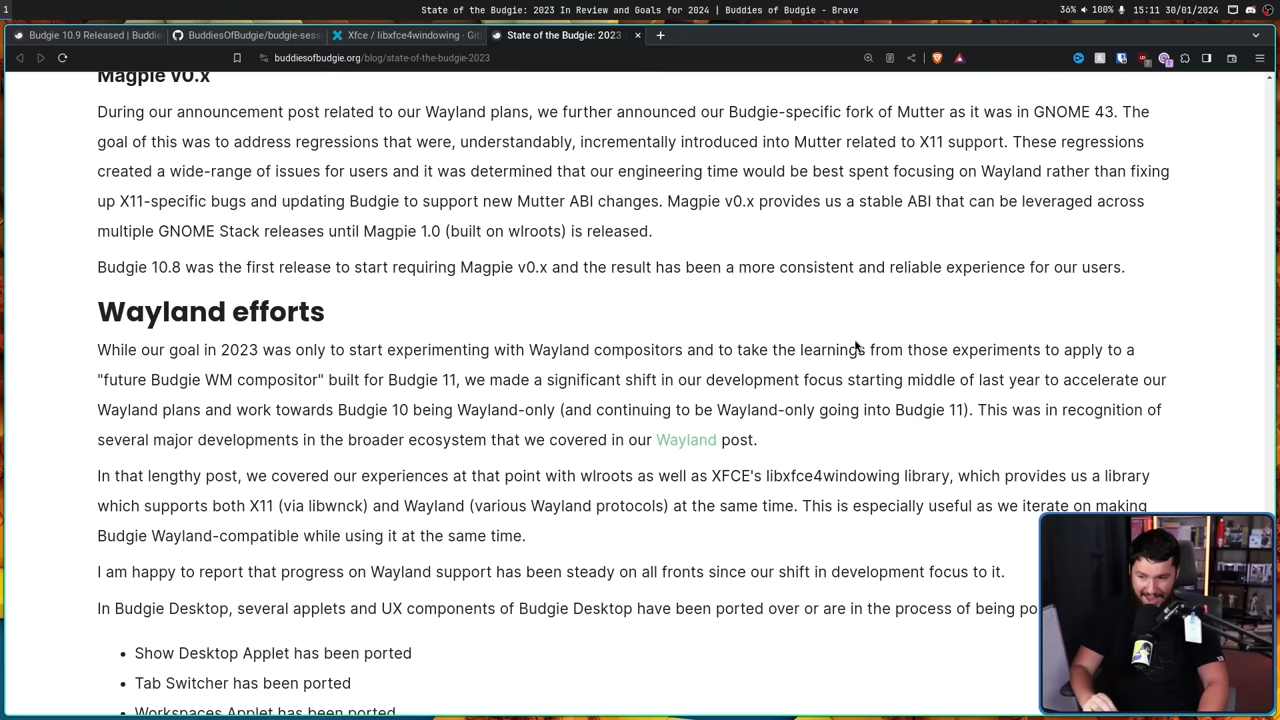 1
State of the Budgie: 2023 In Review and Goals for 2024 | Buddies of Budgie - Brave
36%
100%
15:11 30/01/2024
Budgie 10.9 Released | Buddie
BuddiesOfBudgie/budgie-sess
Xfce / libxfce4windowing · Git
State of the Budgie: 2023
buddiesofbudgie.org/blog/state-of-the-budgie-2023
Magpie v0.x
During our announcement post related to our Wayland plans, we further announced our Budgie-specific fork of Mutter as it was in GNOME 43. The
goal of this was to address regressions that were, understandably, incrementally introduced into Mutter related to X11 support. These regressions
created a wide-range of issues for users and it was determined that our engineering time would be best spent focusing on Wayland rather than fixing
up X11-specific bugs and updating Budgie to support new Mutter ABI changes. Magpie v0.x provides us a stable ABI that can be leveraged across
multiple GNOME Stack releases until Magpie 1.0 (built on wlroots) is released.
Budgie 10.8 was the first release to start requiring Magpie v0.x and the result has been a more consistent and reliable experience for our users.
Wayland efforts
While our goal in 2023 was only to start experimenting with Wayland compositors and to take the learnings from those experiments to apply to a
"future Budgie WM compositor" built for Budgie 11, we made a significant shift in our development focus starting middle of last year to accelerate our
Wayland plans and work towards Budgie 10 being Wayland-only (and continuing to be Wayland-only going into Budgie 11). This was in recognition of
several major developments in the broader ecosystem that we covered in our Wayland post.
In that lengthy post, we covered our experiences at that point with wlroots as well as XFCE's libxfce4windowing library, which provides us a library
which supports both X11 (via libwnck) and Wayland (various Wayland protocols) at the same time. This is especially useful as we iterate on making
Budgie Wayland-compatible while using it at the same time.
I am happy to report that progress on Wayland support has been steady on all fronts since our shift in development focus to it.
In Budgie Desktop, several applets and UX components of Budgie Desktop have been ported over or are in the process of being po
• Show Desktop Applet has been ported
• Tab Switcher has been ported
• Workspaces Applet has been ported